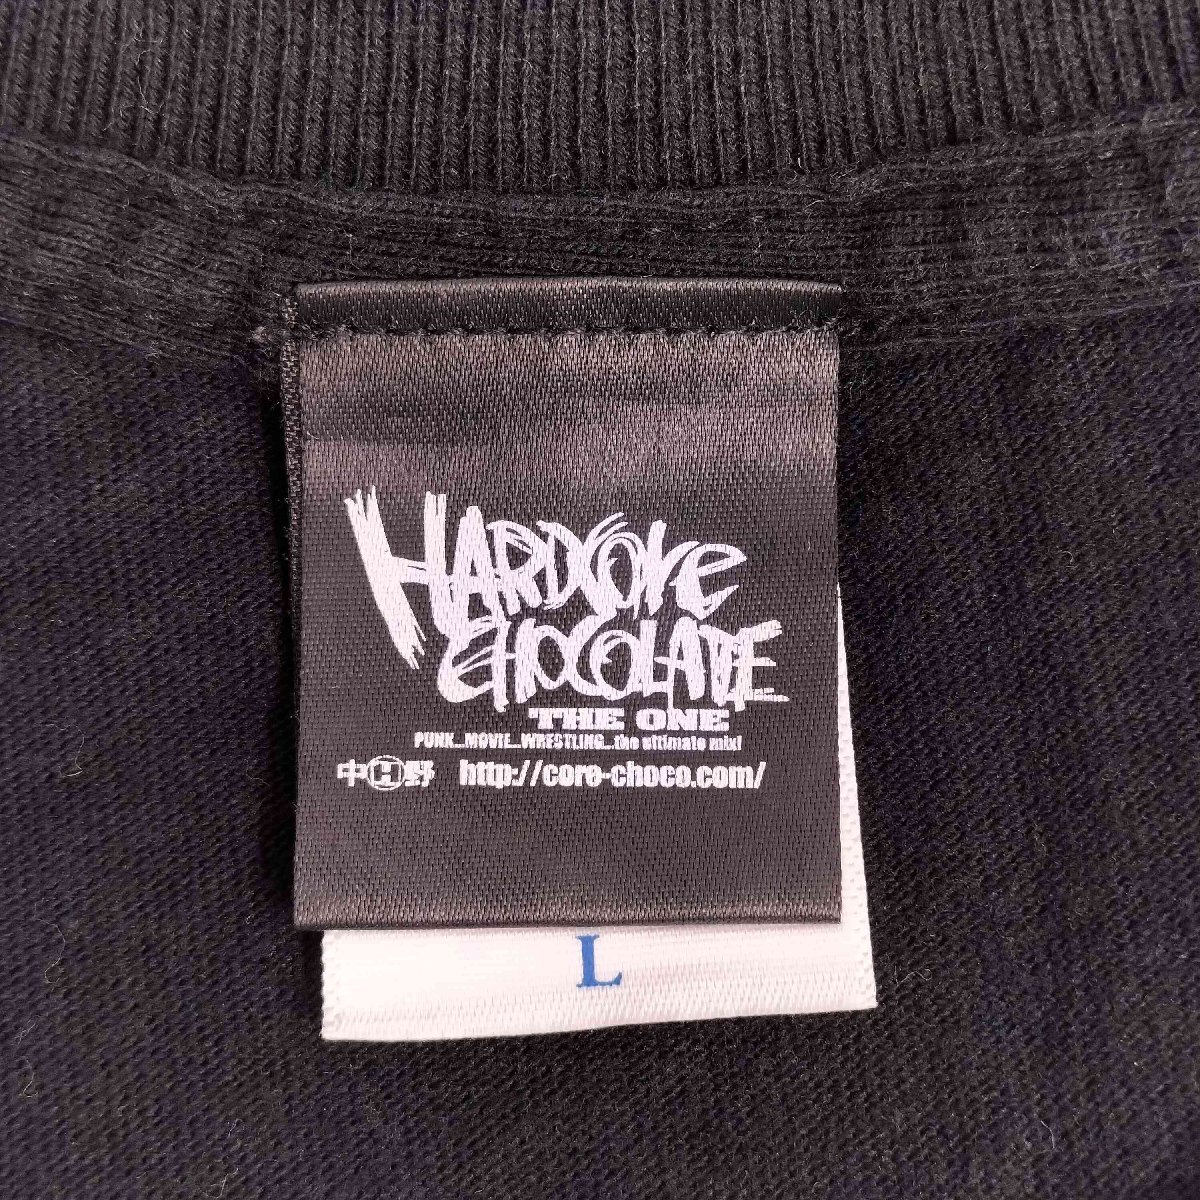 HARDCORE
CHOCOLATE
THE ONE
PUNK...MOVIE...WRESTLING...the ultimate mix!
中H野 http://core-choco.com/
L